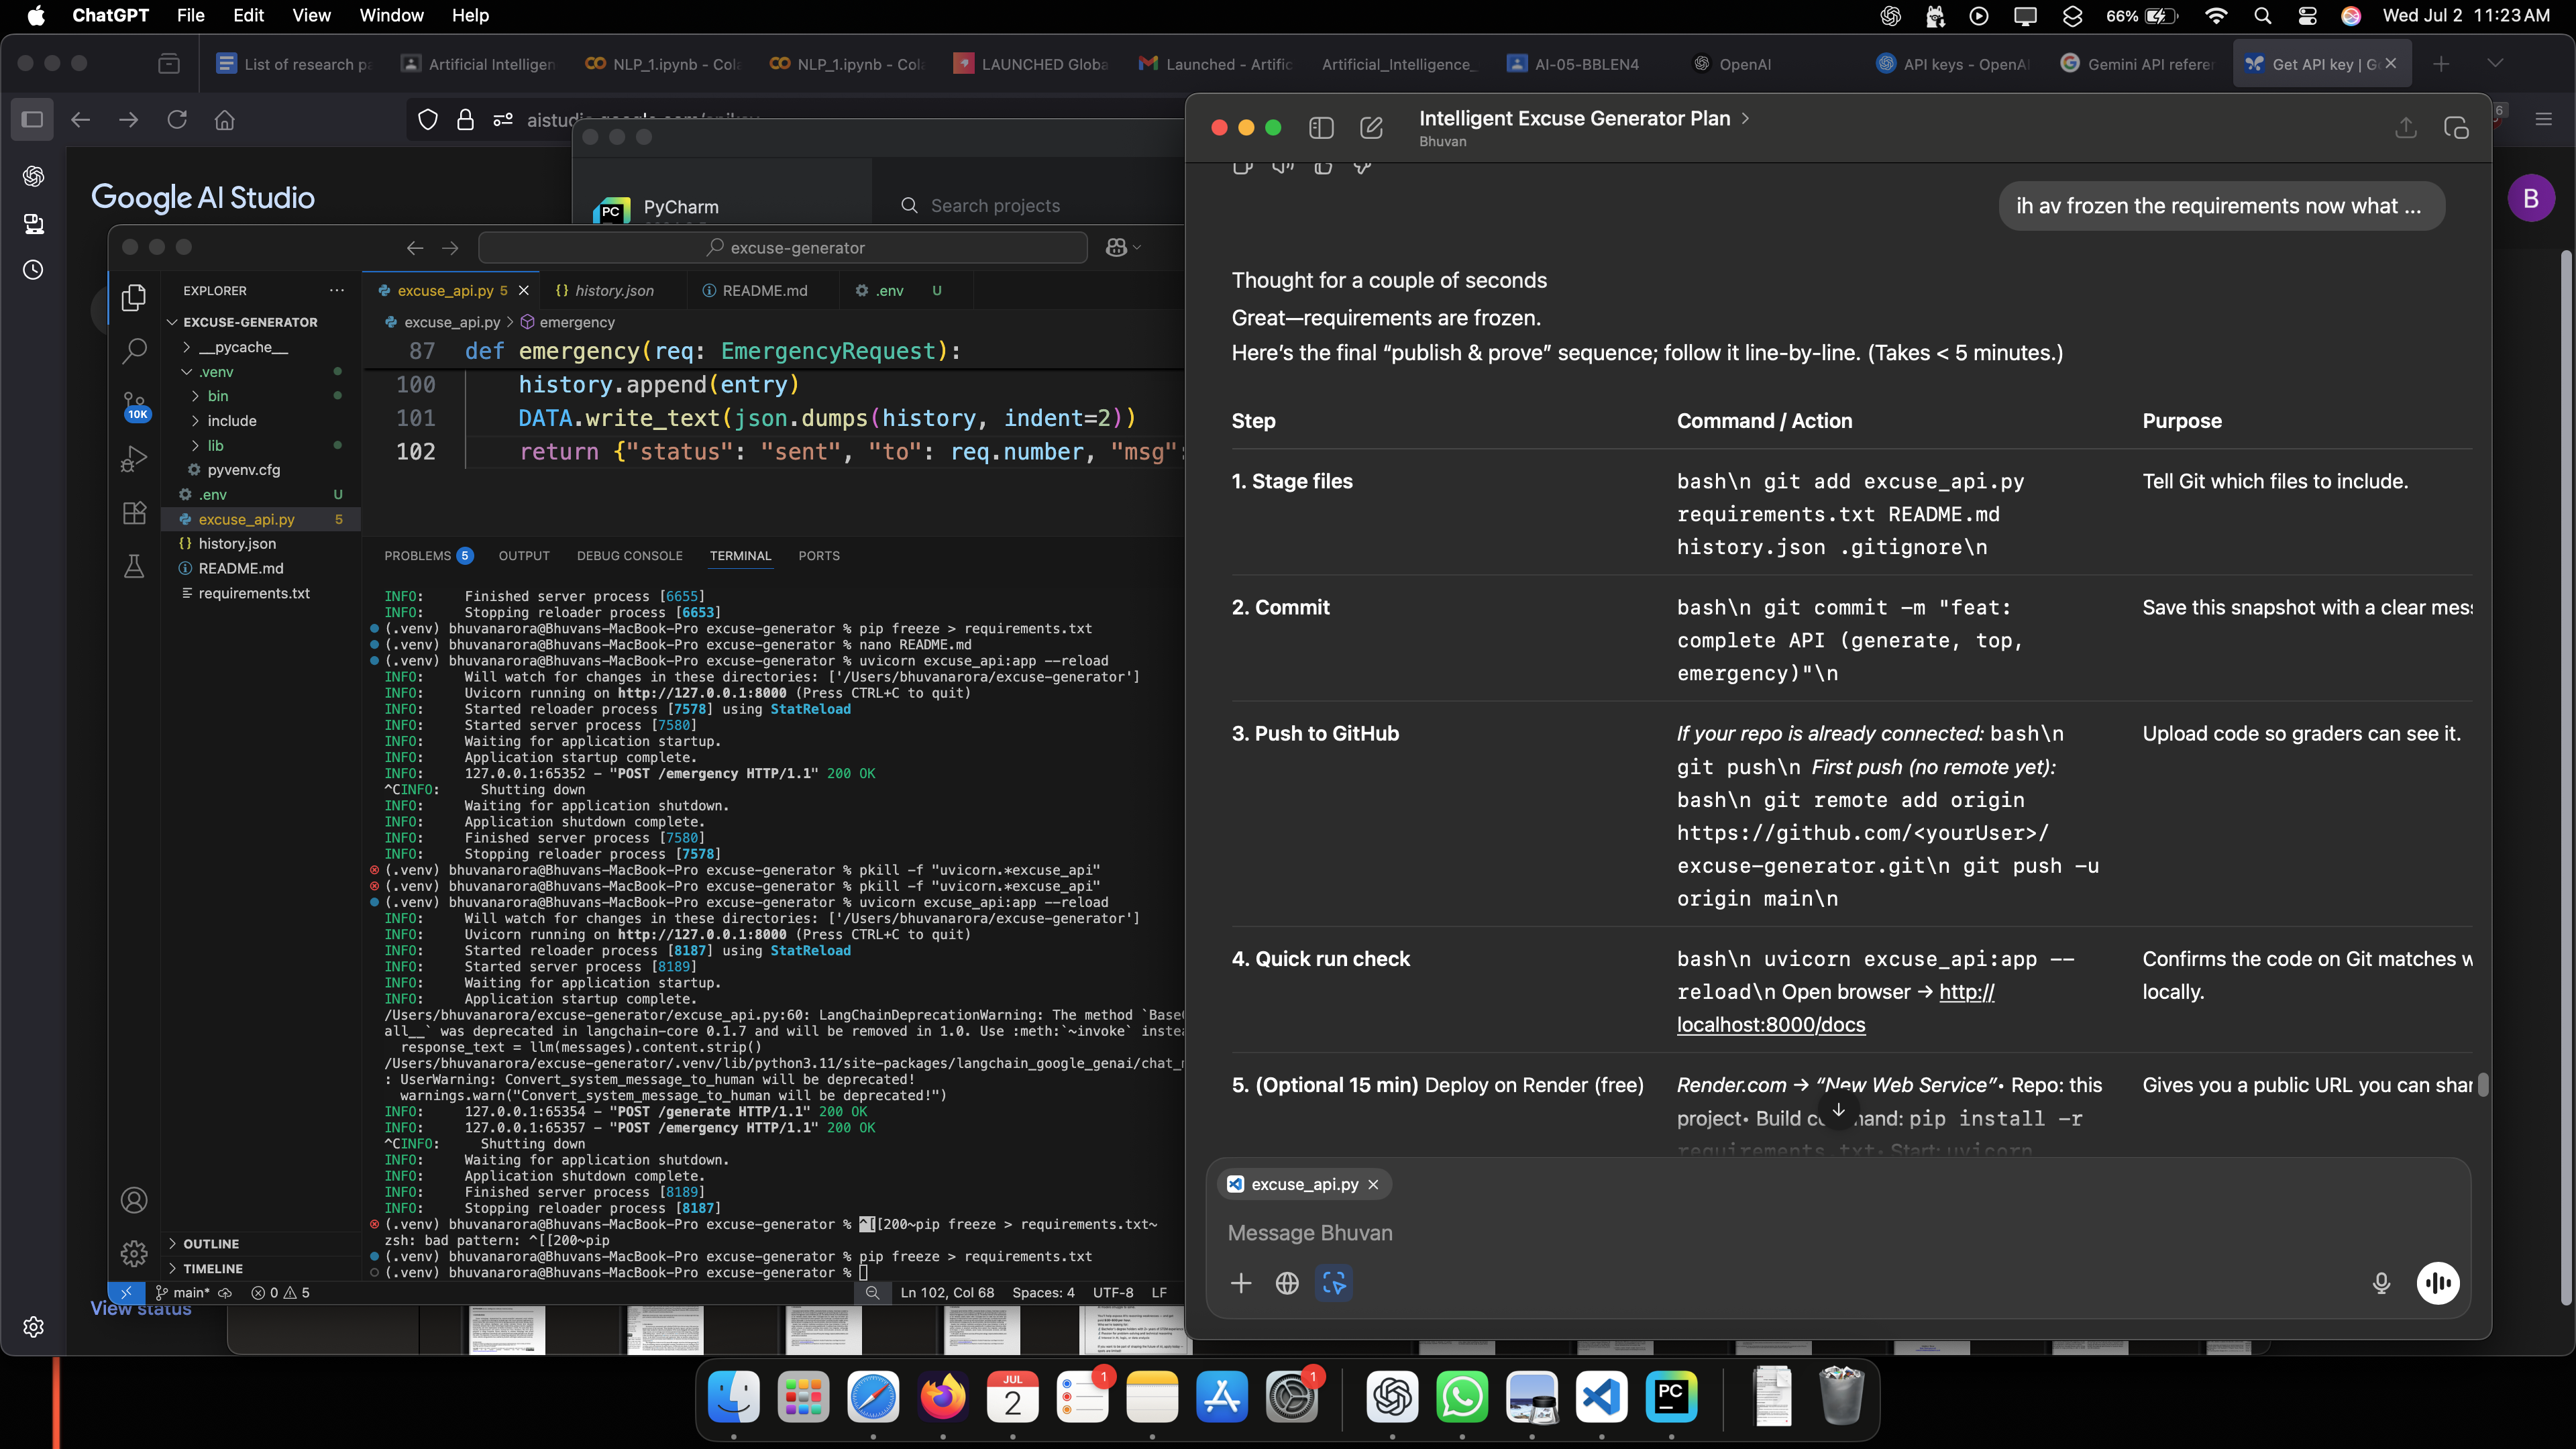 ChatGPT File Edit View Window Help 66% Wed Jul 2 11:23 AM
List of research pa Artificial Intelligen NLP_1.ipynb - Cola NLP_1.ipynb - Cola LAUNCHED Globa Launched - Artific Artificial_Intelligence_ AI-05-BBLEN4 OpenAI API keys - OpenAI Gemini API referen Get API key | G
Google AI Studio
B
View status
PC PyCharm
Search projects
excuse-generator
EXPLORER
EXCUSE-GENERATOR
__pycache__
.venv
bin
include
lib
pyvenv.cfg
.env U
excuse_api.py 5
history.json
README.md
requirements.txt
OUTLINE
TIMELINE
10K
excuse_api.py 5 history.json README.md .env U
excuse_api.py > emergency
87 def emergency(req: EmergencyRequest):
100 history.append(entry)
101 DATA.write_text(json.dumps(history, indent=2))
102 return {"status": "sent", "to": req.number, "msg":
PROBLEMS 5 OUTPUT DEBUG CONSOLE TERMINAL PORTS
INFO: Finished server process [6655]
INFO: Stopping reloader process [6653]
(.venv) bhuvanarora@Bhuvans-MacBook-Pro excuse-generator % pip freeze > requirements.txt
(.venv) bhuvanarora@Bhuvans-MacBook-Pro excuse-generator % nano README.md
(.venv) bhuvanarora@Bhuvans-MacBook-Pro excuse-generator % uvicorn excuse_api:app --reload
INFO: Will watch for changes in these directories: ['/Users/bhuvanarora/excuse-generator']
INFO: Uvicorn running on http://127.0.0.1:8000 (Press CTRL+C to quit)
INFO: Started reloader process [7578] using StatReload
INFO: Started server process [7580]
INFO: Waiting for application startup.
INFO: Application startup complete.
INFO: 127.0.0.1:65352 - "POST /emergency HTTP/1.1" 200 OK
^CINFO: Shutting down
INFO: Waiting for application shutdown.
INFO: Application shutdown complete.
INFO: Finished server process [7580]
INFO: Stopping reloader process [7578]
(.venv) bhuvanarora@Bhuvans-MacBook-Pro excuse-generator % pkill -f "uvicorn.*excuse_api"
(.venv) bhuvanarora@Bhuvans-MacBook-Pro excuse-generator % pkill -f "uvicorn.*excuse_api"
(.venv) bhuvanarora@Bhuvans-MacBook-Pro excuse-generator % uvicorn excuse_api:app --reload
INFO: Will watch for changes in these directories: ['/Users/bhuvanarora/excuse-generator']
INFO: Uvicorn running on http://127.0.0.1:8000 (Press CTRL+C to quit)
INFO: Started reloader process [8187] using StatReload
INFO: Started server process [8189]
INFO: Waiting for application startup.
INFO: Application startup complete.
/Users/bhuvanarora/excuse-generator/excuse_api.py:60: LangChainDeprecationWarning: The method `Base
all__` was deprecated in langchain-core 0.1.7 and will be removed in 1.0. Use :meth:`~invoke` instea
response_text = llm(messages).content.strip()
/Users/bhuvanarora/excuse-generator/.venv/lib/python3.11/site-packages/langchain_google_genai/chat_
: UserWarning: Convert_system_message_to_human will be deprecated!
warnings.warn("Convert_system_message_to_human will be deprecated!")
INFO: 127.0.0.1:65354 - "POST /generate HTTP/1.1" 200 OK
INFO: 127.0.0.1:65357 - "POST /emergency HTTP/1.1" 200 OK
^CINFO: Shutting down
INFO: Waiting for application shutdown.
INFO: Application shutdown complete.
INFO: Finished server process [8189]
INFO: Stopping reloader process [8187]
(.venv) bhuvanarora@Bhuvans-MacBook-Pro excuse-generator % ^[[200~pip freeze > requirements.txt~
zsh: bad pattern: ^[[200~pip
(.venv) bhuvanarora@Bhuvans-MacBook-Pro excuse-generator % pip freeze > requirements.txt
(.venv) bhuvanarora@Bhuvans-MacBook-Pro excuse-generator %
main* 0 5 Ln 102, Col 68 Spaces: 4 UTF-8 LF
Intelligent Excuse Generator Plan >
Bhuvan
6
ih av frozen the requirements now what ...
Thought for a couple of seconds
Great—requirements are frozen.
Here’s the final “publish & prove” sequence; follow it line-by-line. (Takes < 5 minutes.)
Step Command / Action Purpose
1. Stage files bash\n git add excuse_api.py Tell Git which files to include.
requirements.txt README.md
history.json .gitignore\n
2. Commit bash\n git commit -m "feat: Save this snapshot with a clear mess
complete API (generate, top,
emergency)"\n
3. Push to GitHub If your repo is already connected: bash\n Upload code so graders can see it.
git push\n First push (no remote yet):
bash\n git remote add origin
https://github.com/<yourUser>/
excuse-generator.git\n git push -u
origin main\n
4. Quick run check bash\n uvicorn excuse_api:app -- Confirms the code on Git matches w
reload\n Open browser → http:// locally.
localhost:8000/docs
5. (Optional 15 min) Deploy on Render (free) Render.com → “New Web Service”• Repo: this Gives you a public URL you can shar
project• Build command: pip install -r
requirements.txt• Start: uvicorn
excuse_api.py
Message Bhuvan
JUL
2
1
1
PC